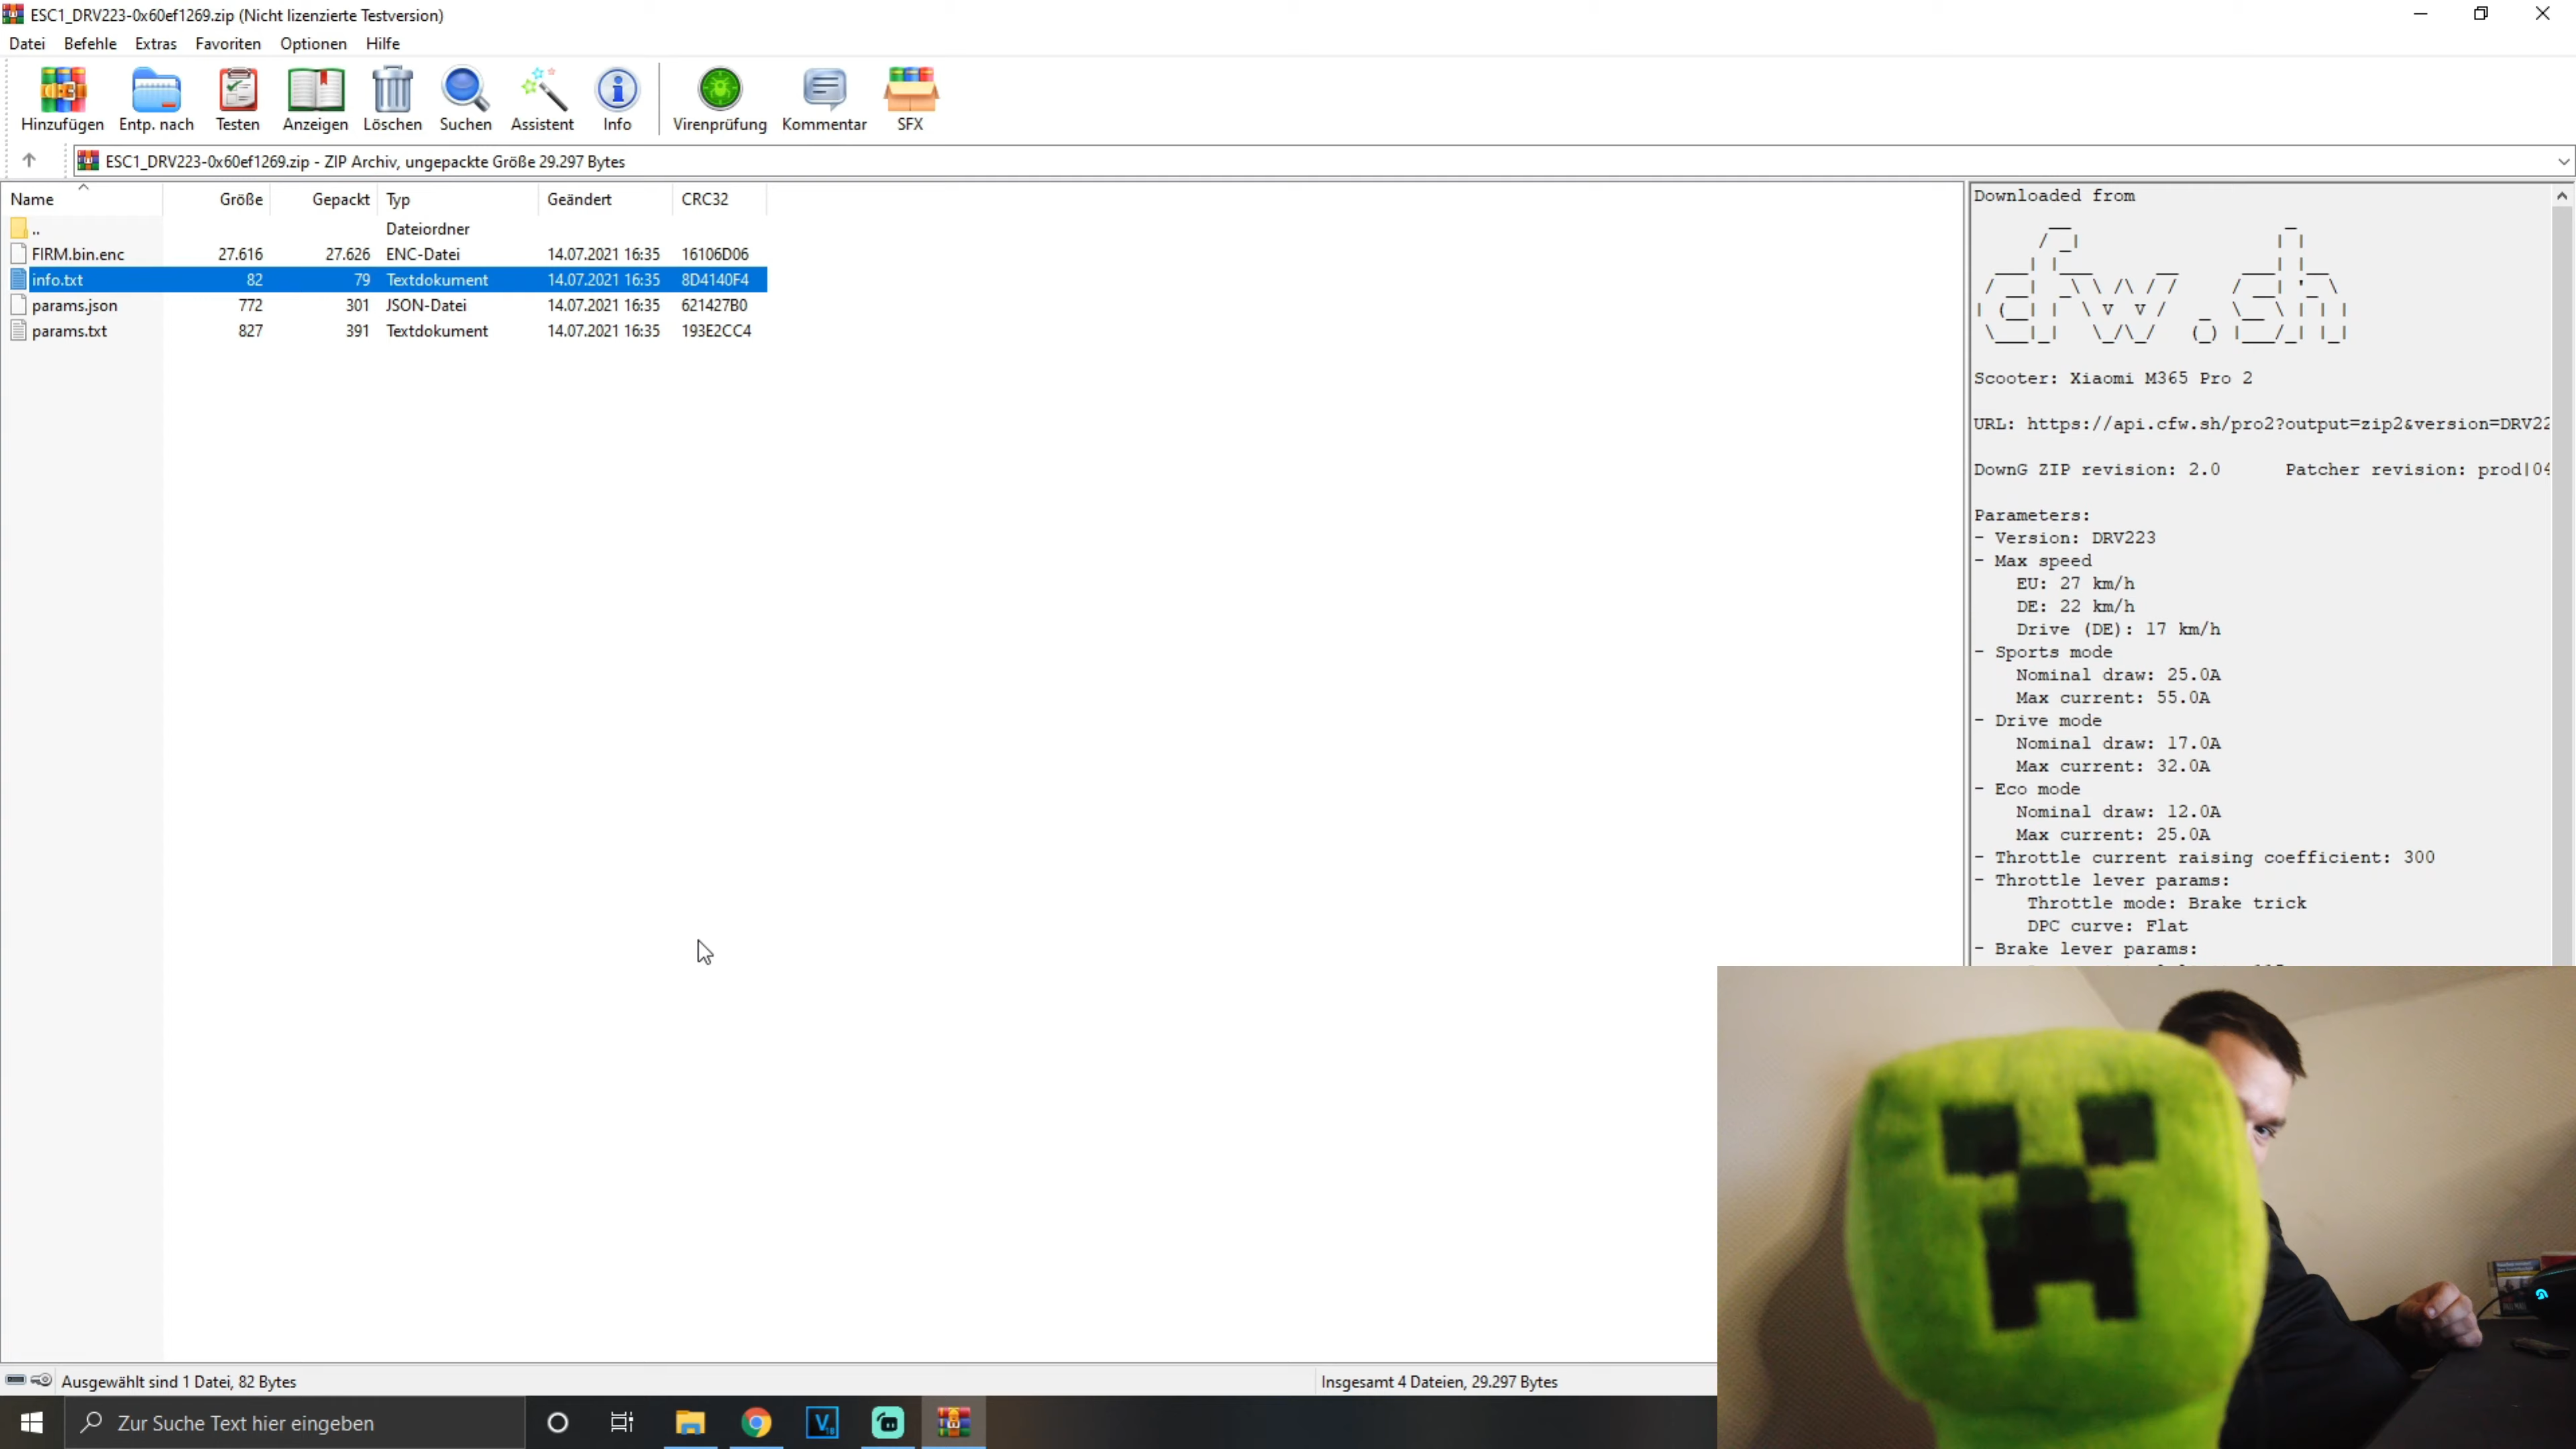 ESC1_DRV223-0x60ef1269.zip (Nicht lizenzierte Testversion)
Datei Befehle Extras Favoriten Optionen Hilfe
Hinzufügen Entp. nach Testen Anzeigen Löschen Suchen Assistent Info Virenprüfung Kommentar SFX
ESC1_DRV223-0x60ef1269.zip - ZIP Archiv, ungepackte Größe 29.297 Bytes
Name Größe Gepackt Typ Geändert CRC32
.. Dateiordner
FIRM.bin.enc 27.616 27.626 ENC-Datei 14.07.2021 16:35 16106D06
info.txt 82 79 Textdokument 14.07.2021 16:35 8D4140F4
params.json 772 301 JSON-Datei 14.07.2021 16:35 621427B0
params.txt 827 391 Textdokument 14.07.2021 16:35 193E2CC4
Downloaded from
cfw.sh
Scooter: Xiaomi M365 Pro 2
URL: https://api.cfw.sh/pro2?output=zip2&version=DRV22
DownG ZIP revision: 2.0 Patcher revision: prod|04
Parameters:
- Version: DRV223
- Max speed
EU: 27 km/h
DE: 22 km/h
Drive (DE): 17 km/h
- Sports mode
Nominal draw: 25.0A
Max current: 55.0A
- Drive mode
Nominal draw: 17.0A
Max current: 32.0A
- Eco mode
Nominal draw: 12.0A
Max current: 25.0A
- Throttle current raising coefficient: 300
- Throttle lever params:
Throttle mode: Brake trick
DPC curve: Flat
- Brake lever params:
Ausgewählt sind 1 Datei, 82 Bytes
Insgesamt 4 Dateien, 29.297 Bytes
Zur Suche Text hier eingeben